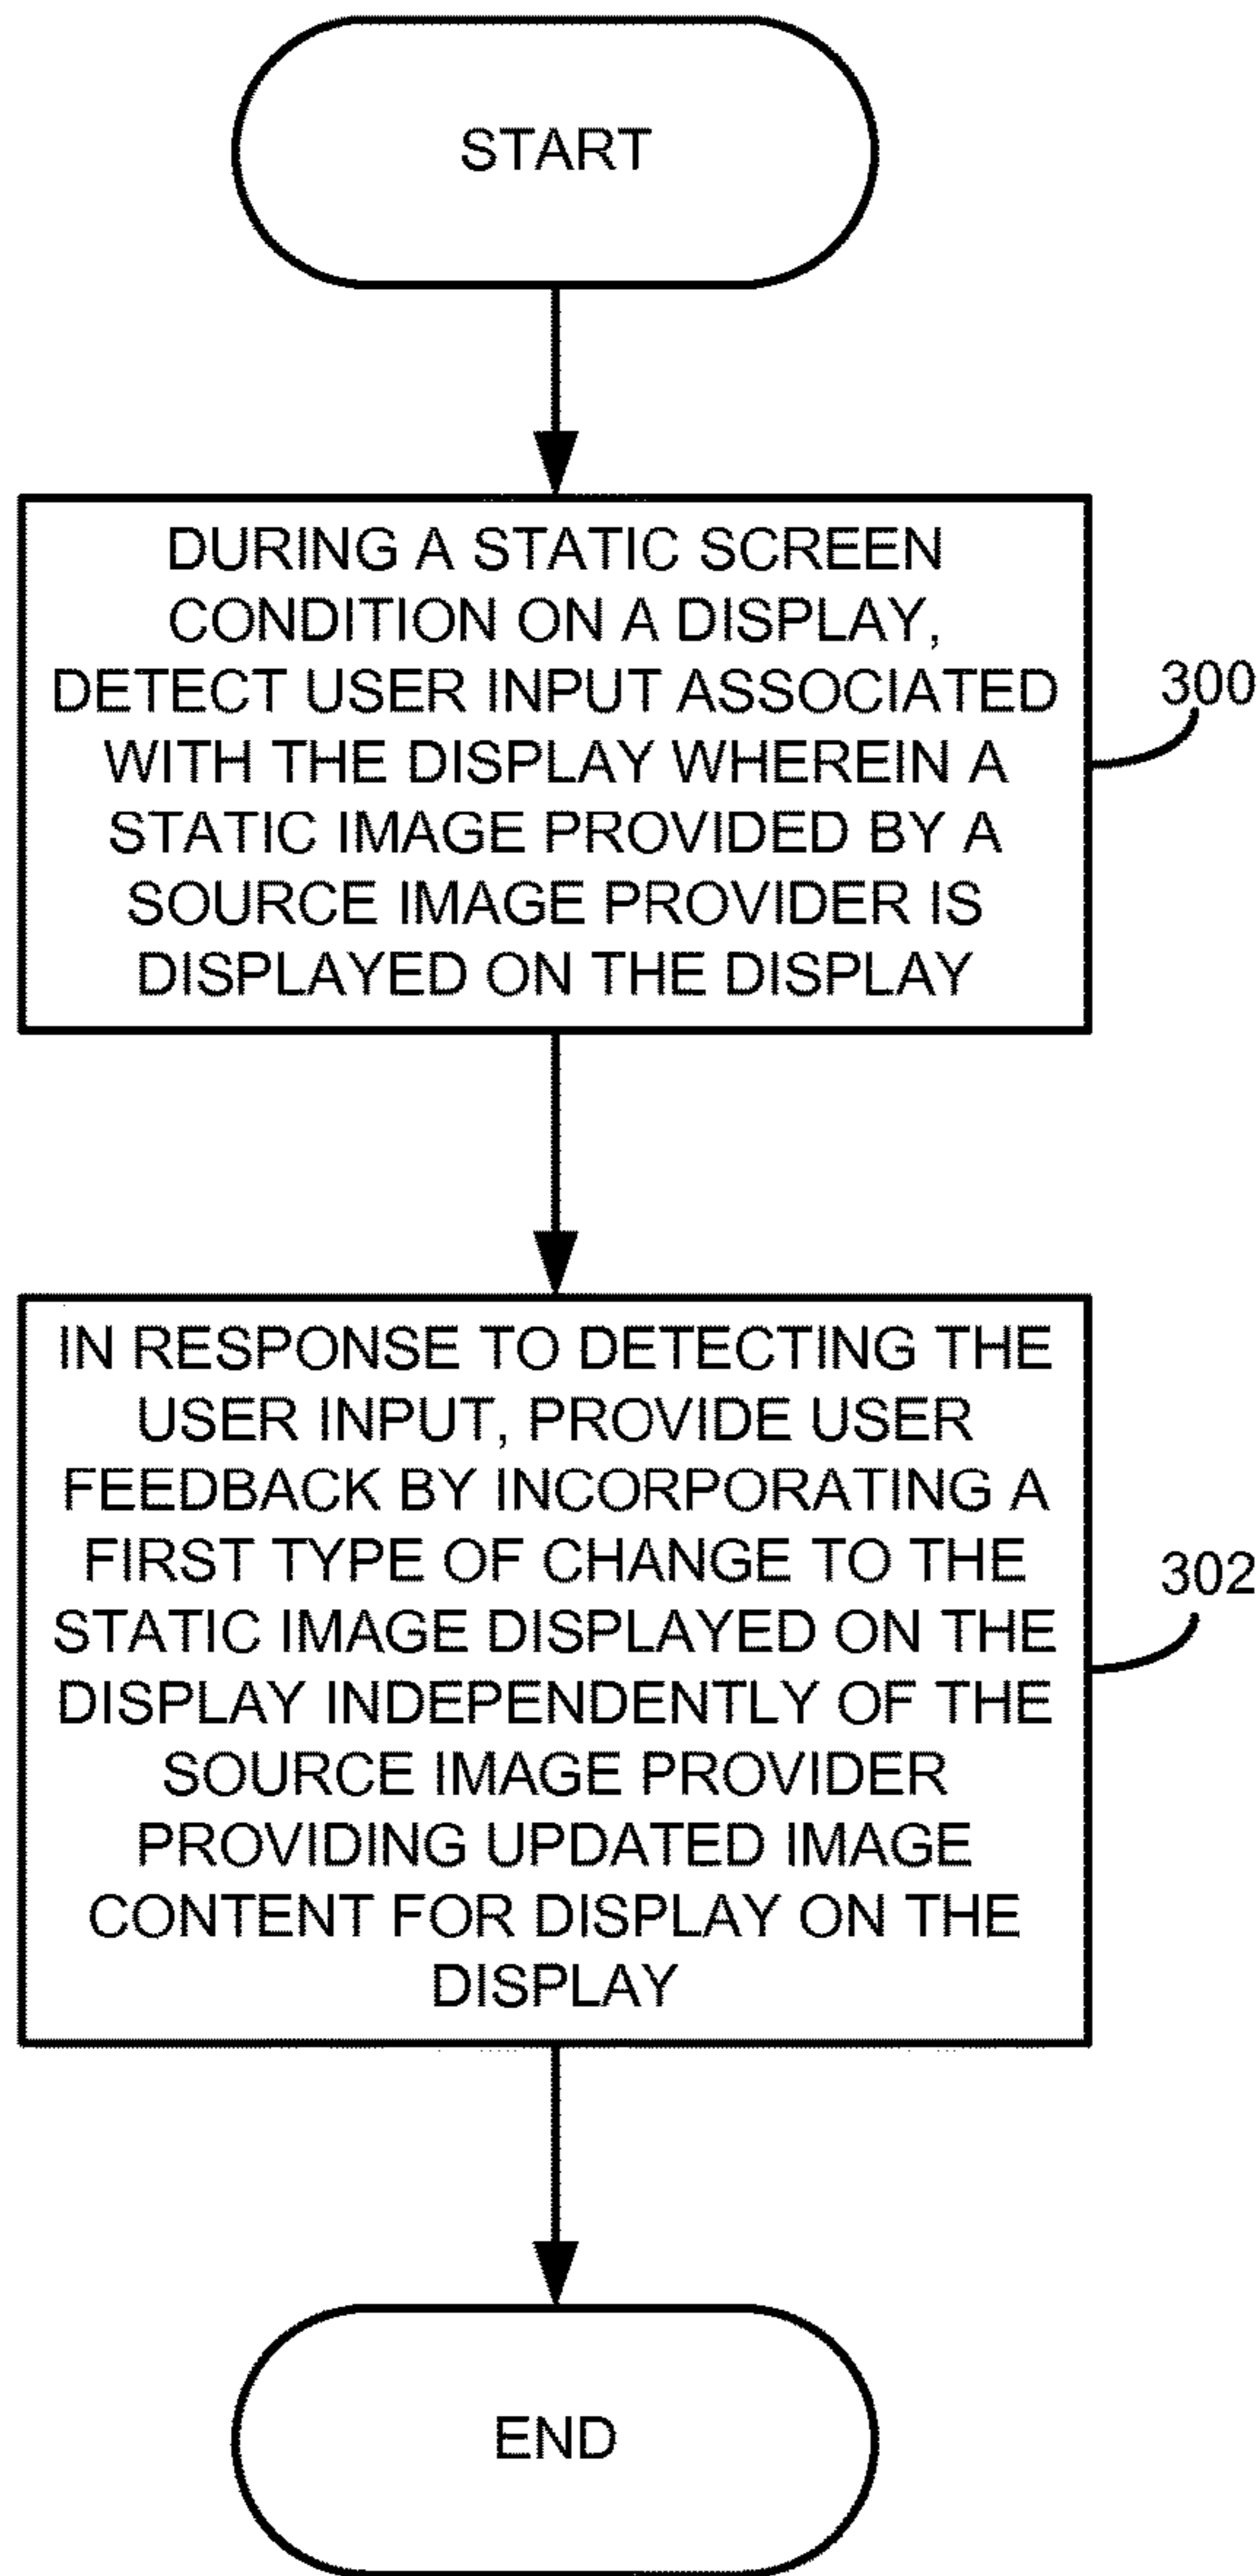 START
DURING A STATIC SCREEN
CONDITION ON A DISPLAY,
DETECT USER INPUT ASSOCIATED
WITH THE DISPLAY WHEREIN A
STATIC IMAGE PROVIDED BY A
SOURCE IMAGE PROVIDER IS
DISPLAYED ON THE DISPLAY
300
IN RESPONSE TO DETECTING THE
USER INPUT, PROVIDE USER
FEEDBACK BY INCORPORATING A
FIRST TYPE OF CHANGE TO THE
STATIC IMAGE DISPLAYED ON THE
DISPLAY INDEPENDENTLY OF THE
SOURCE IMAGE PROVIDER
PROVIDING UPDATED IMAGE
CONTENT FOR DISPLAY ON THE
DISPLAY
302
END